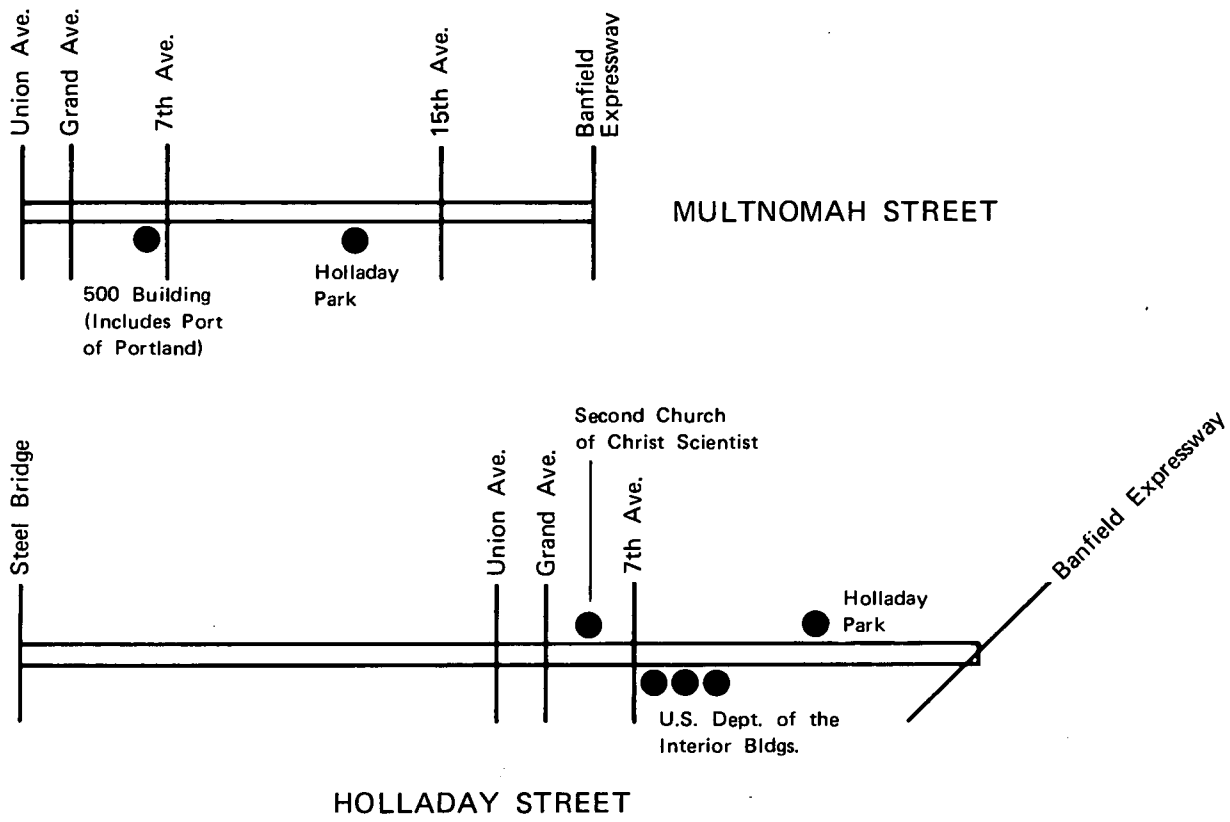 Union Ave.
Grand Ave.
7th Ave.
15th Ave.
Banfield
Expressway
MULTNOMAH STREET
500 Building
(Includes Port
of Portland)
Holladay
Park
Second Church
of Christ Scientist
Steel Bridge
Union Ave.
Grand Ave.
7th Ave.
Banfield Expressway
Holladay
Park
U.S. Dept. of the
Interior Bldgs.
HOLLADAY STREET